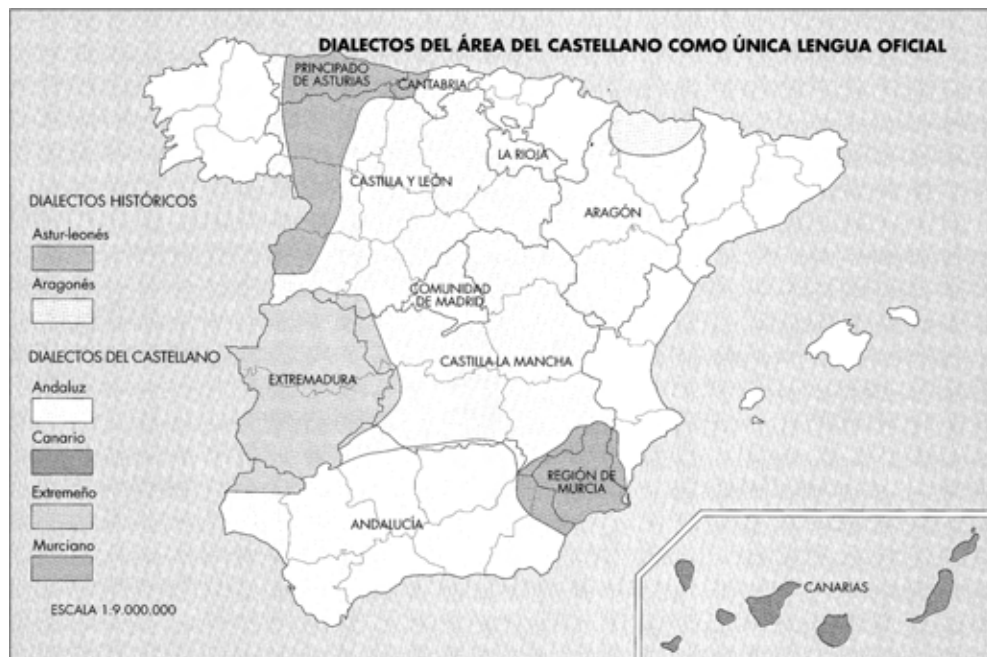 DIALECTOS DEL ÁREA DEL CASTELLANO COMO ÚNICA LENGUA OFICIAL
PRINCIPADO
DE ASTURIAS
CANTABRIA
LA RIOJA
CASTILLA Y LEÓN
ARAGÓN
COMUNIDAD
DE MADRID
CASTILLA-LA MANCHA
EXTREMADURA
REGIÓN DE
MURCIA
ANDALUCÍA
CANARIAS
DIALECTOS HISTÓRICOS
Astur-leonés
Aragonés
DIALECTOS DEL CASTELLANO
Andaluz
Canario
Extremeño
Murciano
ESCALA 1:9.000.000